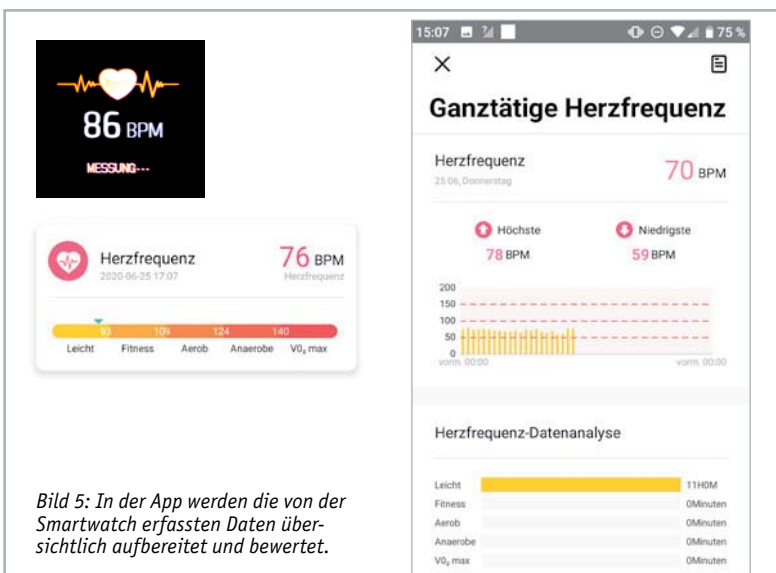 86 BPM
MESSUNG---
Herzfrequenz
2020-06-25 17:07
76 BPM
Herzfrequenz
93 109 124 140
Leicht Fitness Aerob Anaerobe V0₂ max
Bild 5: In der App werden die von der
Smartwatch erfassten Daten über-
sichtlich aufbereitet und bewertet.
15:07 75 %
Ganztätige Herzfrequenz
Herzfrequenz
25 06, Donnerstag
70 BPM
Höchste
78 BPM
Niedrigste
59 BPM
200
150
100
50
0
vorm. 00:00 vorm. 00:00
Herzfrequenz-Datenanalyse
Leicht 11H0M
Fitness 0Minuten
Aerob 0Minuten
Anaerobe 0Minuten
V0₂ max 0Minuten